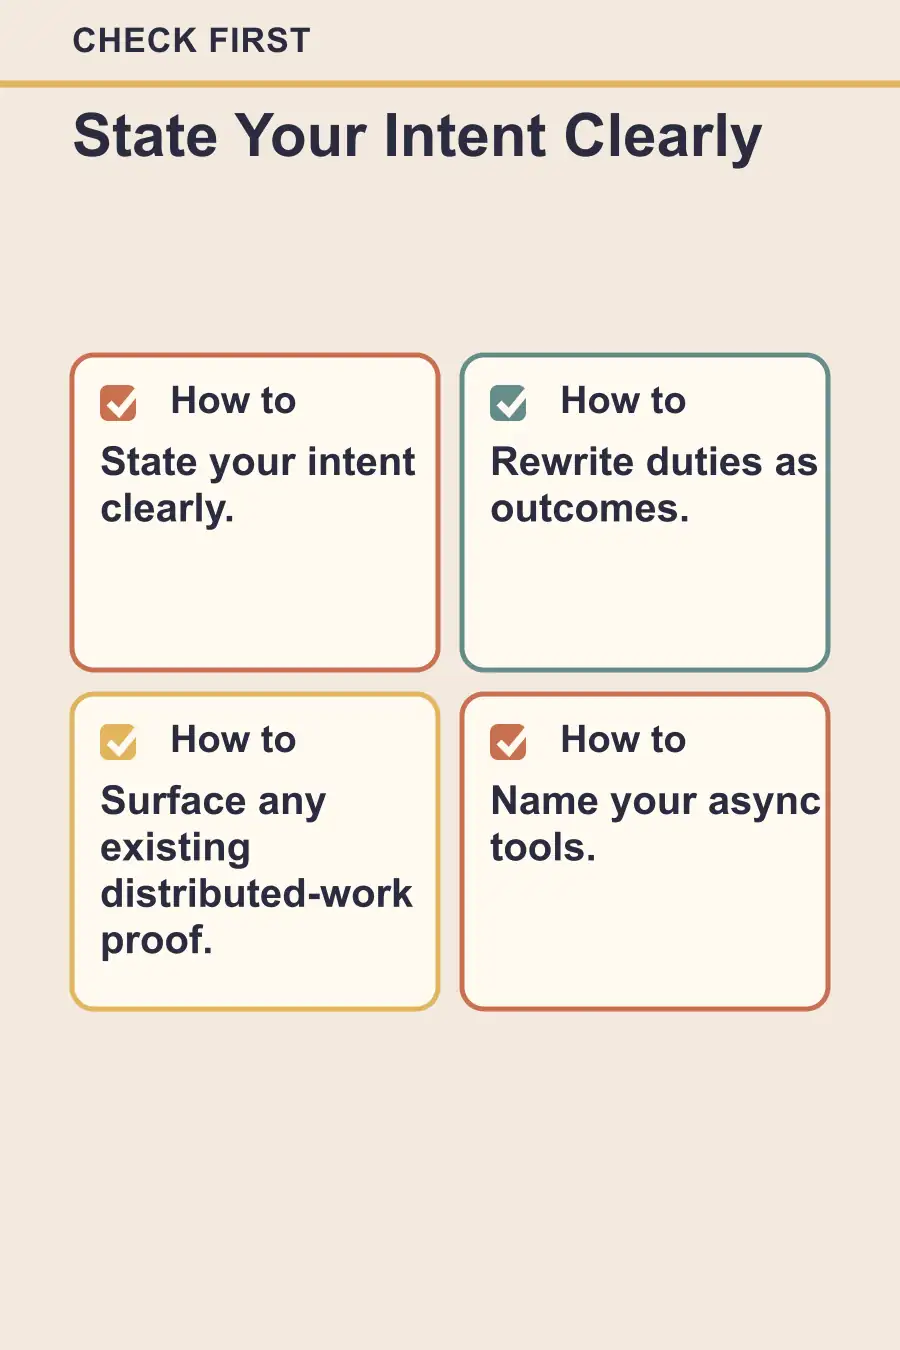 CHECK FIRST
State Your Intent Clearly
How to
State your intent
clearly.
How to
Rewrite duties as
outcomes.
How to
Surface any
existing
distributed-work
proof.
How to
Name your async
tools.